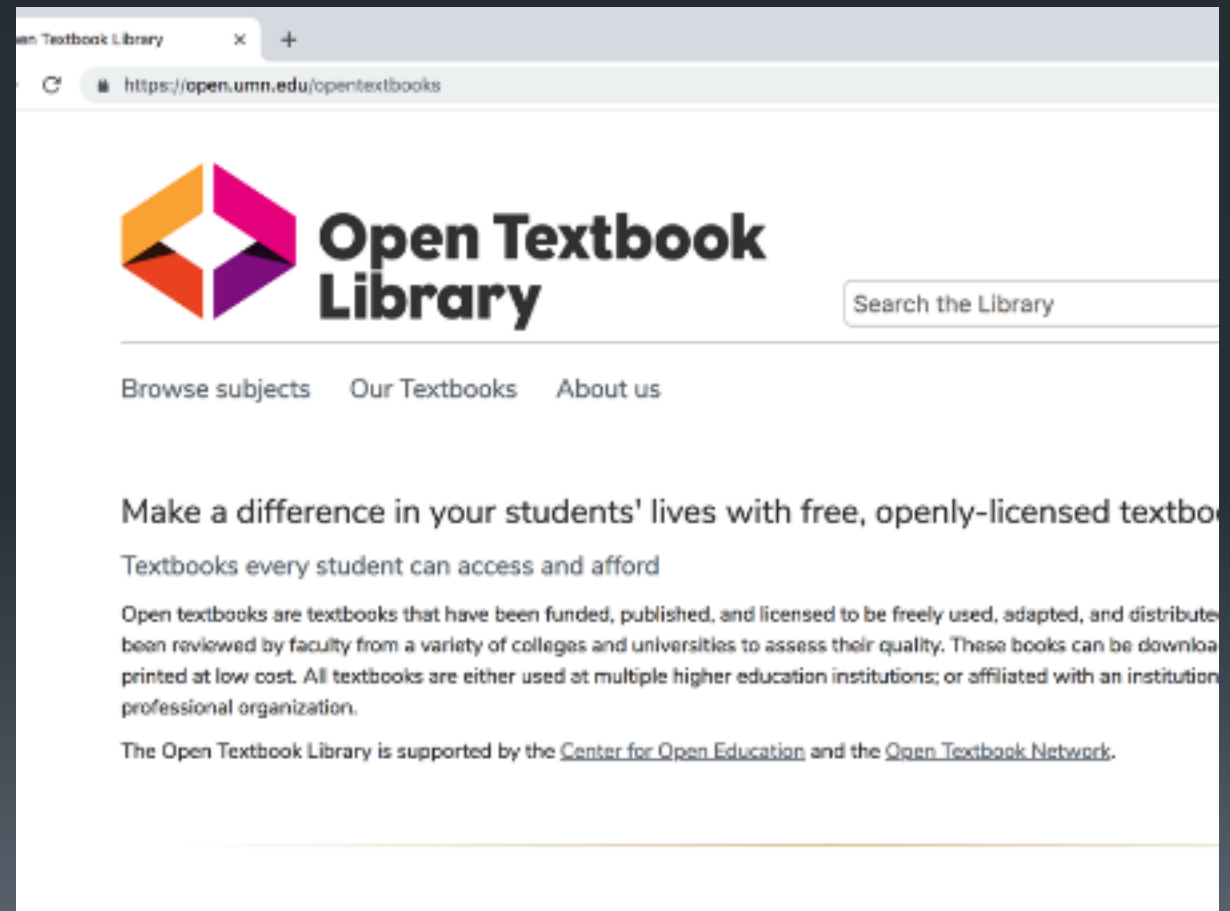 en Textbook Library × +
https://open.umn.edu/opentextbooks
Open Textbook
Library
Search the Library
Browse subjects Our Textbooks About us
Make a difference in your students' lives with free, openly-licensed textbo
Textbooks every student can access and afford
Open textbooks are textbooks that have been funded, published, and licensed to be freely used, adapted, and distribute
been reviewed by faculty from a variety of colleges and universities to assess their quality. These books can be downloa
printed at low cost. All textbooks are either used at multiple higher education institutions; or affiliated with an institution
professional organization.
The Open Textbook Library is supported by the Center for Open Education and the Open Textbook Network.